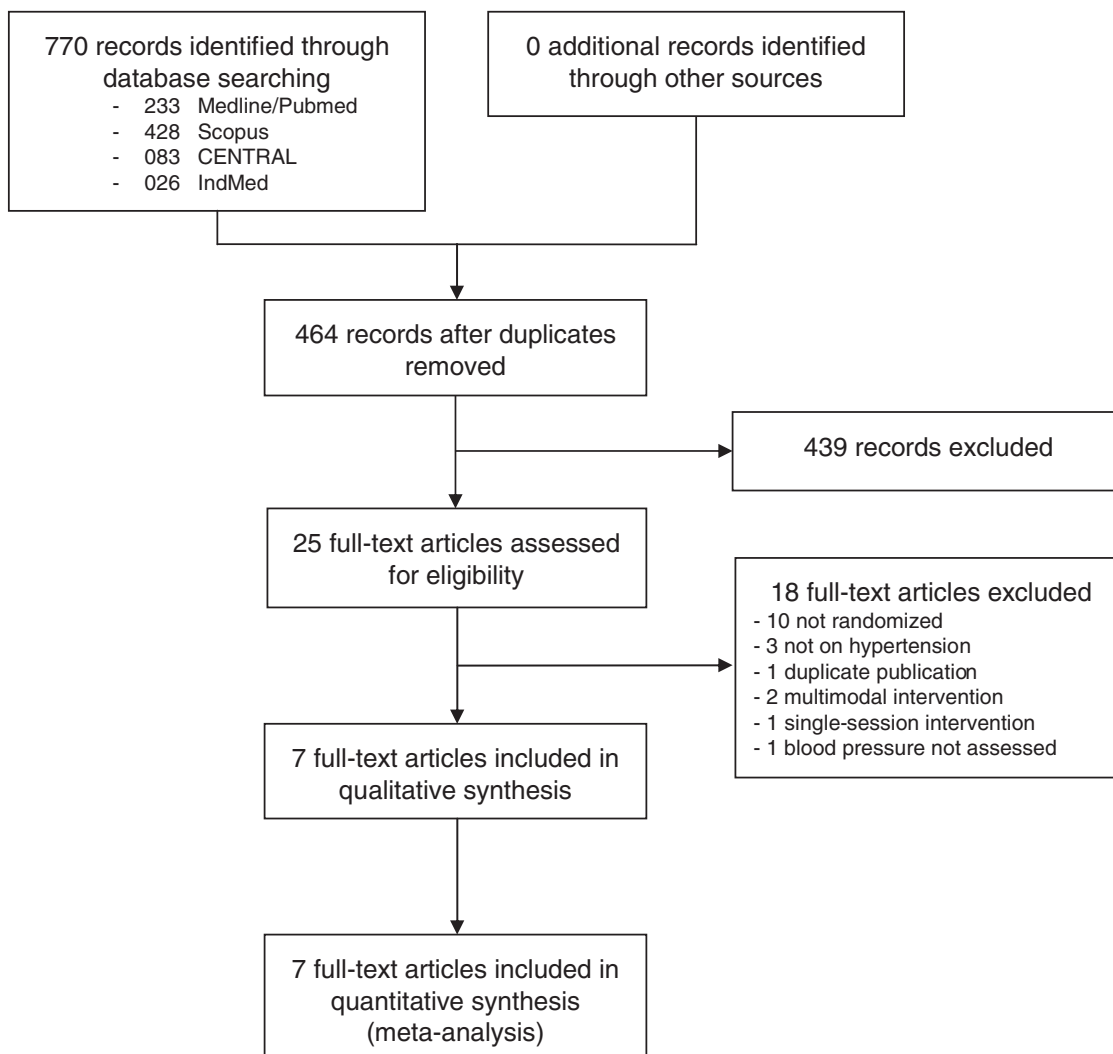 770 records identified through
database searching
- 233 Medline/Pubmed
- 428 Scopus
- 083 CENTRAL
- 026 IndMed
0 additional records identified
through other sources
464 records after duplicates
removed
439 records excluded
25 full-text articles assessed
for eligibility
18 full-text articles excluded
- 10 not randomized
- 3 not on hypertension
- 1 duplicate publication
- 2 multimodal intervention
- 1 single-session intervention
- 1 blood pressure not assessed
7 full-text articles included in
qualitative synthesis
7 full-text articles included in
quantitative synthesis
(meta-analysis)